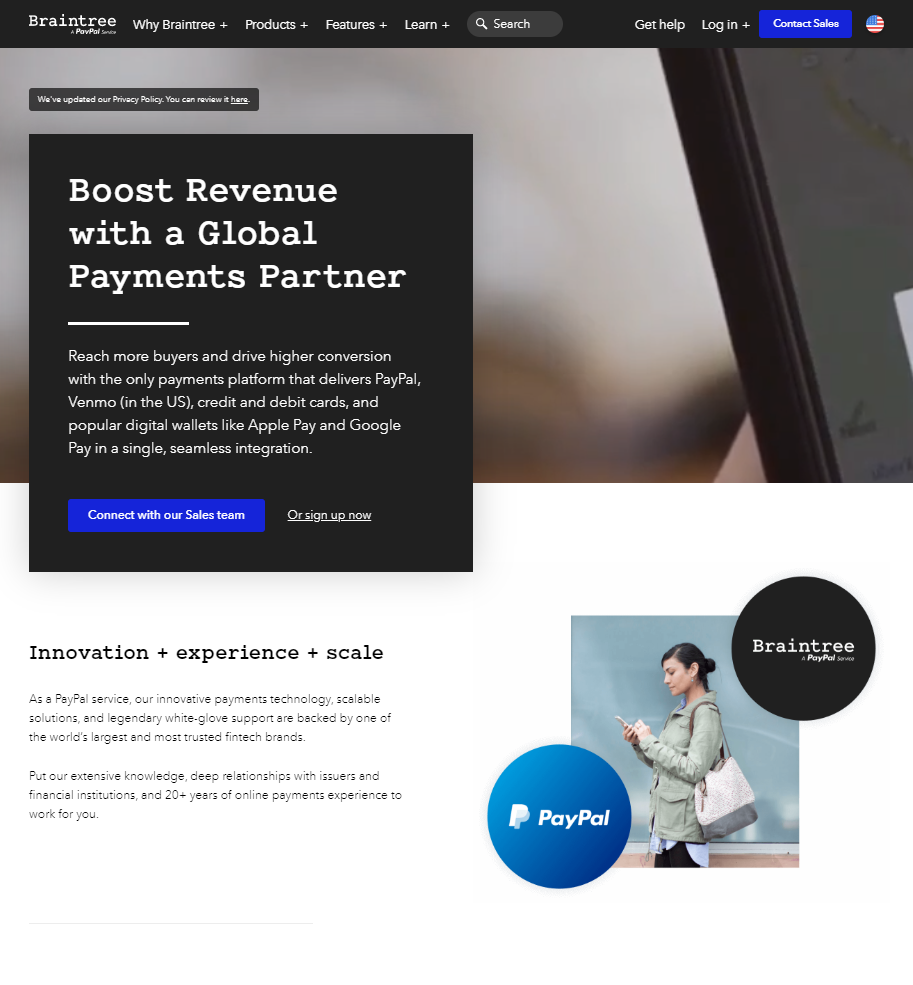 Braintree
A PayPal Service
Why Braintree +
Products +
Features +
Learn +
Search
Get help
Log in +
Contact Sales
We've updated our Privacy Policy. You can review it here.
Boost Revenue
with a Global
Payments Partner
Reach more buyers and drive higher conversion
with the only payments platform that delivers PayPal,
Venmo (in the US), credit and debit cards, and
popular digital wallets like Apple Pay and Google
Pay in a single, seamless integration.
Connect with our Sales team
Or sign up now
Innovation + experience + scale
As a PayPal service, our innovative payments technology, scalable
solutions, and legendary white-glove support are backed by one of
the world's largest and most trusted fintech brands.
Put our extensive knowledge, deep relationships with issuers and
financial institutions, and 20+ years of online payments experience to
work for you.
Braintree
A PayPal Service
PayPal